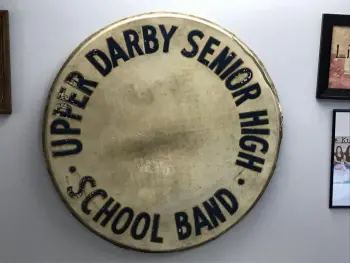 · UPPER DARBY SENIOR HIGH ·
SCHOOL BAND